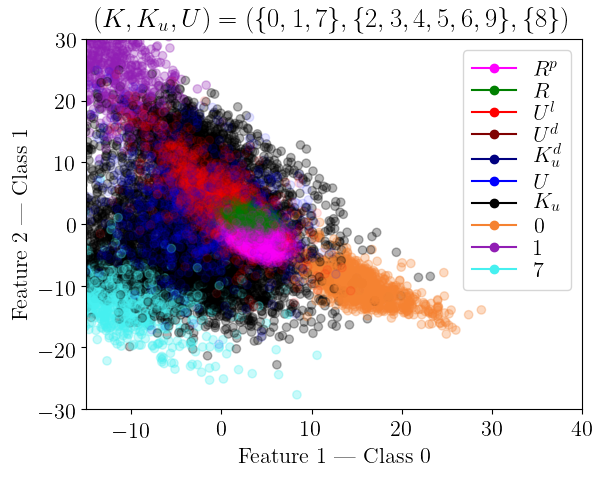 (K, K_u, U) = ({0, 1, 7}, {2, 3, 4, 5, 6, 9}, {8})
30
20
10
0
−10
−20
−30
Feature 2 — Class 1
R^p
R
U^l
U^d
K_u^d
U
K_u
0
1
7
−10
0
10
20
30
40
Feature 1 — Class 0